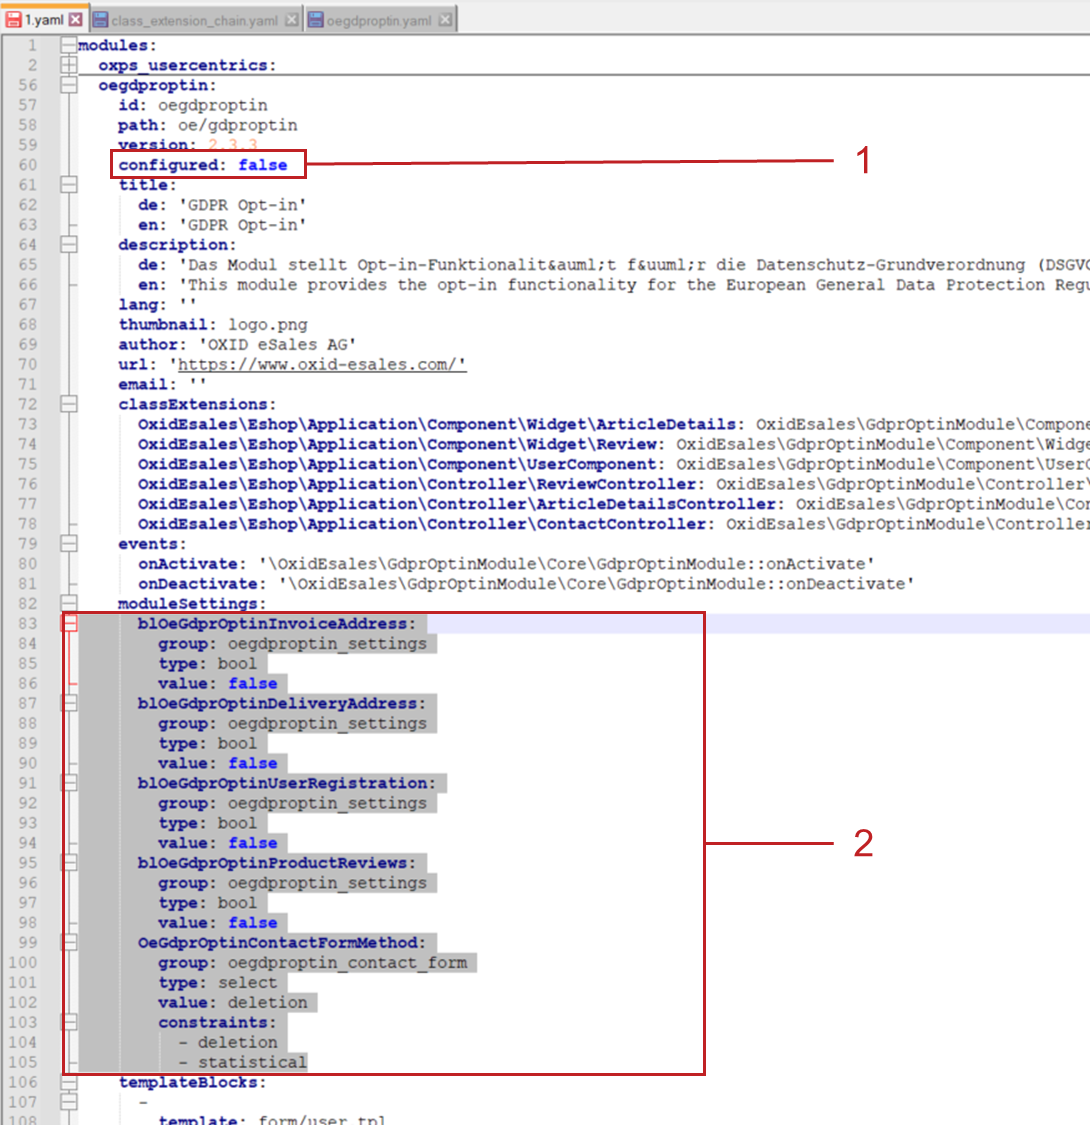 1.yaml class_extension_chain.yaml oegdproptin.yaml
1 modules:
2 oxps_usercentrics:
56 oegdproptin:
57 id: oegdproptin
58 path: oe/gdproptin
59 version: 2.3.3
60 configured: false 1
61 title:
62 de: 'GDPR Opt-in'
63 en: 'GDPR Opt-in'
64 description:
65 de: 'Das Modul stellt Opt-in-Funktionalit&auml;t f&uuml;r die Datenschutz-Grundverordnung (DSGVO
66 en: 'This module provides the opt-in functionality for the European General Data Protection Regu
67 lang: ''
68 thumbnail: logo.png
69 author: 'OXID eSales AG'
70 url: 'https://www.oxid-esales.com/'
71 email: ''
72 classExtensions:
73 OxidEsales\Eshop\Application\Component\Widget\ArticleDetails: OxidEsales\GdprOptinModule\Compone
74 OxidEsales\Eshop\Application\Component\Widget\Review: OxidEsales\GdprOptinModule\Component\Widge
75 OxidEsales\Eshop\Application\Component\UserComponent: OxidEsales\GdprOptinModule\Component\UserC
76 OxidEsales\Eshop\Application\Controller\ReviewController: OxidEsales\GdprOptinModule\Controller\
77 OxidEsales\Eshop\Application\Controller\ArticleDetailsController: OxidEsales\GdprOptinModule\Con
78 OxidEsales\Eshop\Application\Controller\ContactController: OxidEsales\GdprOptinModule\Controller
79 events:
80 onActivate: '\OxidEsales\GdprOptinModule\Core\GdprOptinModule::onActivate'
81 onDeactivate: '\OxidEsales\GdprOptinModule\Core\GdprOptinModule::onDeactivate'
82 moduleSettings:
83 blOeGdprOptinInvoiceAddress:
84 group: oegdproptin_settings
85 type: bool
86 value: false
87 blOeGdprOptinDeliveryAddress:
88 group: oegdproptin_settings
89 type: bool
90 value: false
91 blOeGdprOptinUserRegistration:
92 group: oegdproptin_settings
93 type: bool
94 value: false 2
95 blOeGdprOptinProductReviews:
96 group: oegdproptin_settings
97 type: bool
98 value: false
99 OeGdprOptinContactFormMethod:
100 group: oegdproptin_contact_form
101 type: select
102 value: deletion
103 constraints:
104 - deletion
105 - statistical
106 templateBlocks:
107 -
108 template: form/user.tpl